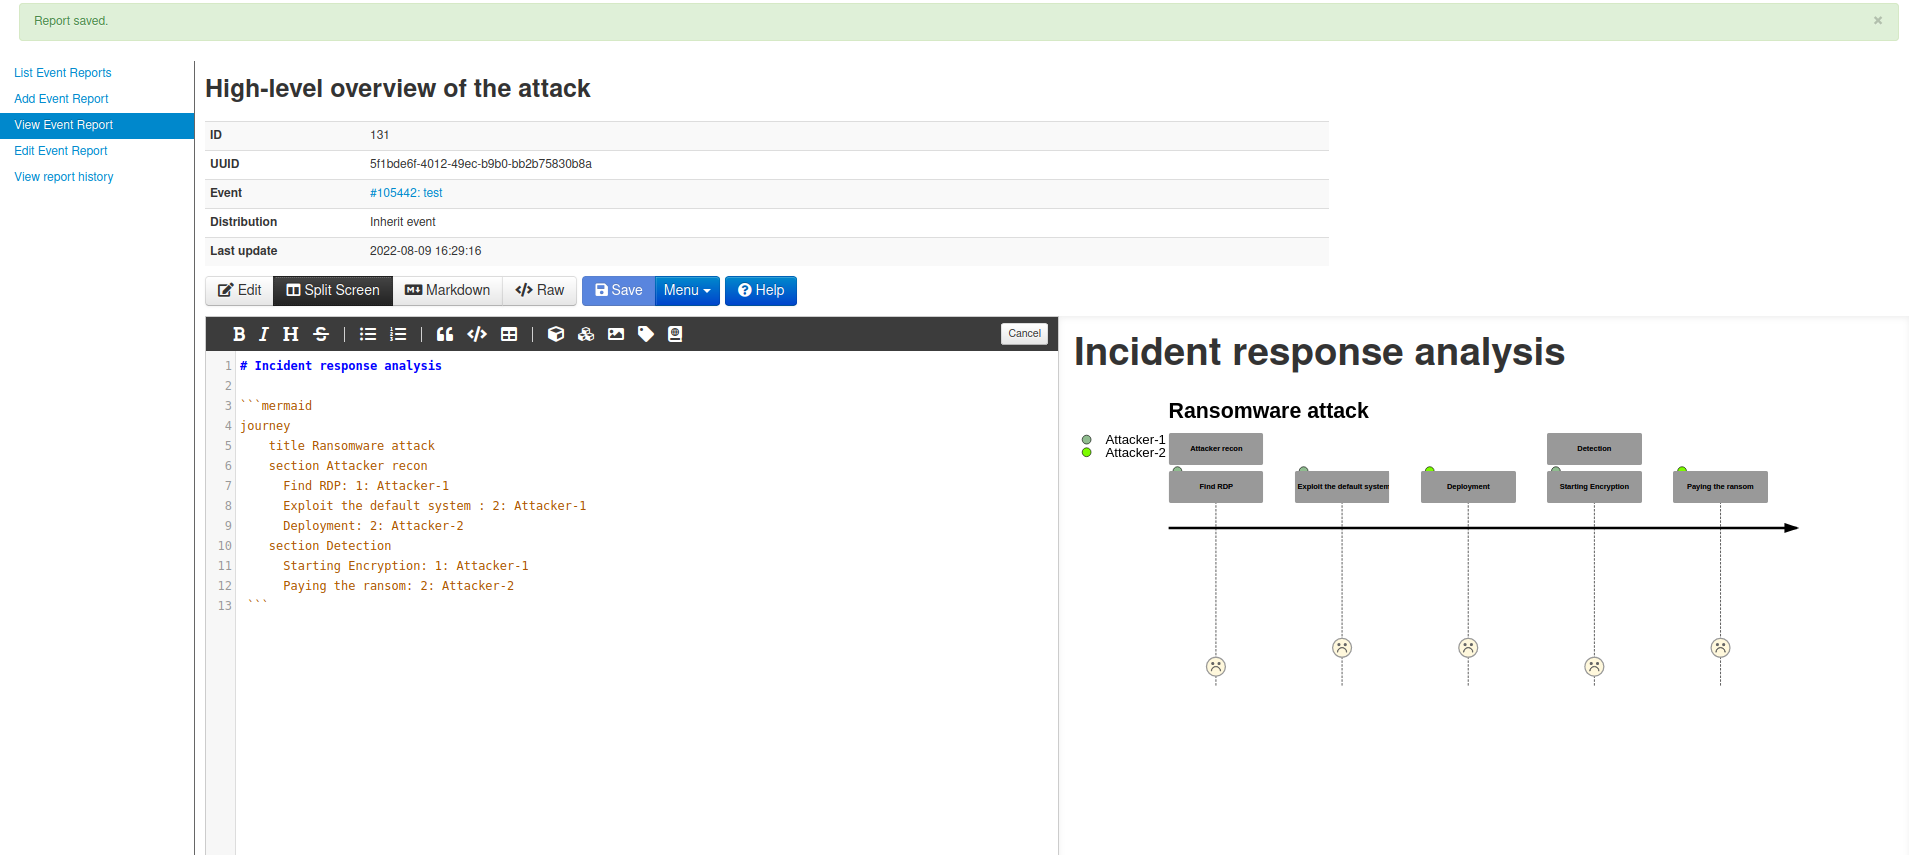 Report saved. ×
List Event Reports
Add Event Report
View Event Report
Edit Event Report
View report history
High-level overview of the attack
ID 131
UUID 5f1bde6f-4012-49ec-b9b0-bb2b75830b8a
Event #105442: test
Distribution Inherit event
Last update 2022-08-09 16:29:16
Edit Split Screen Markdown Raw Save Menu Help
Cancel
1 # Incident response analysis
2
3 ```mermaid
4 journey
5 title Ransomware attack
6 section Attacker recon
7 Find RDP: 1: Attacker-1
8 Exploit the default system : 2: Attacker-1
9 Deployment: 2: Attacker-2
10 section Detection
11 Starting Encryption: 1: Attacker-1
12 Paying the ransom: 2: Attacker-2
13 ```
Incident response analysis
Ransomware attack
Attacker-1
Attacker-2
Attacker recon Detection
Find RDP Exploit the default system Deployment Starting Encryption Paying the ransom